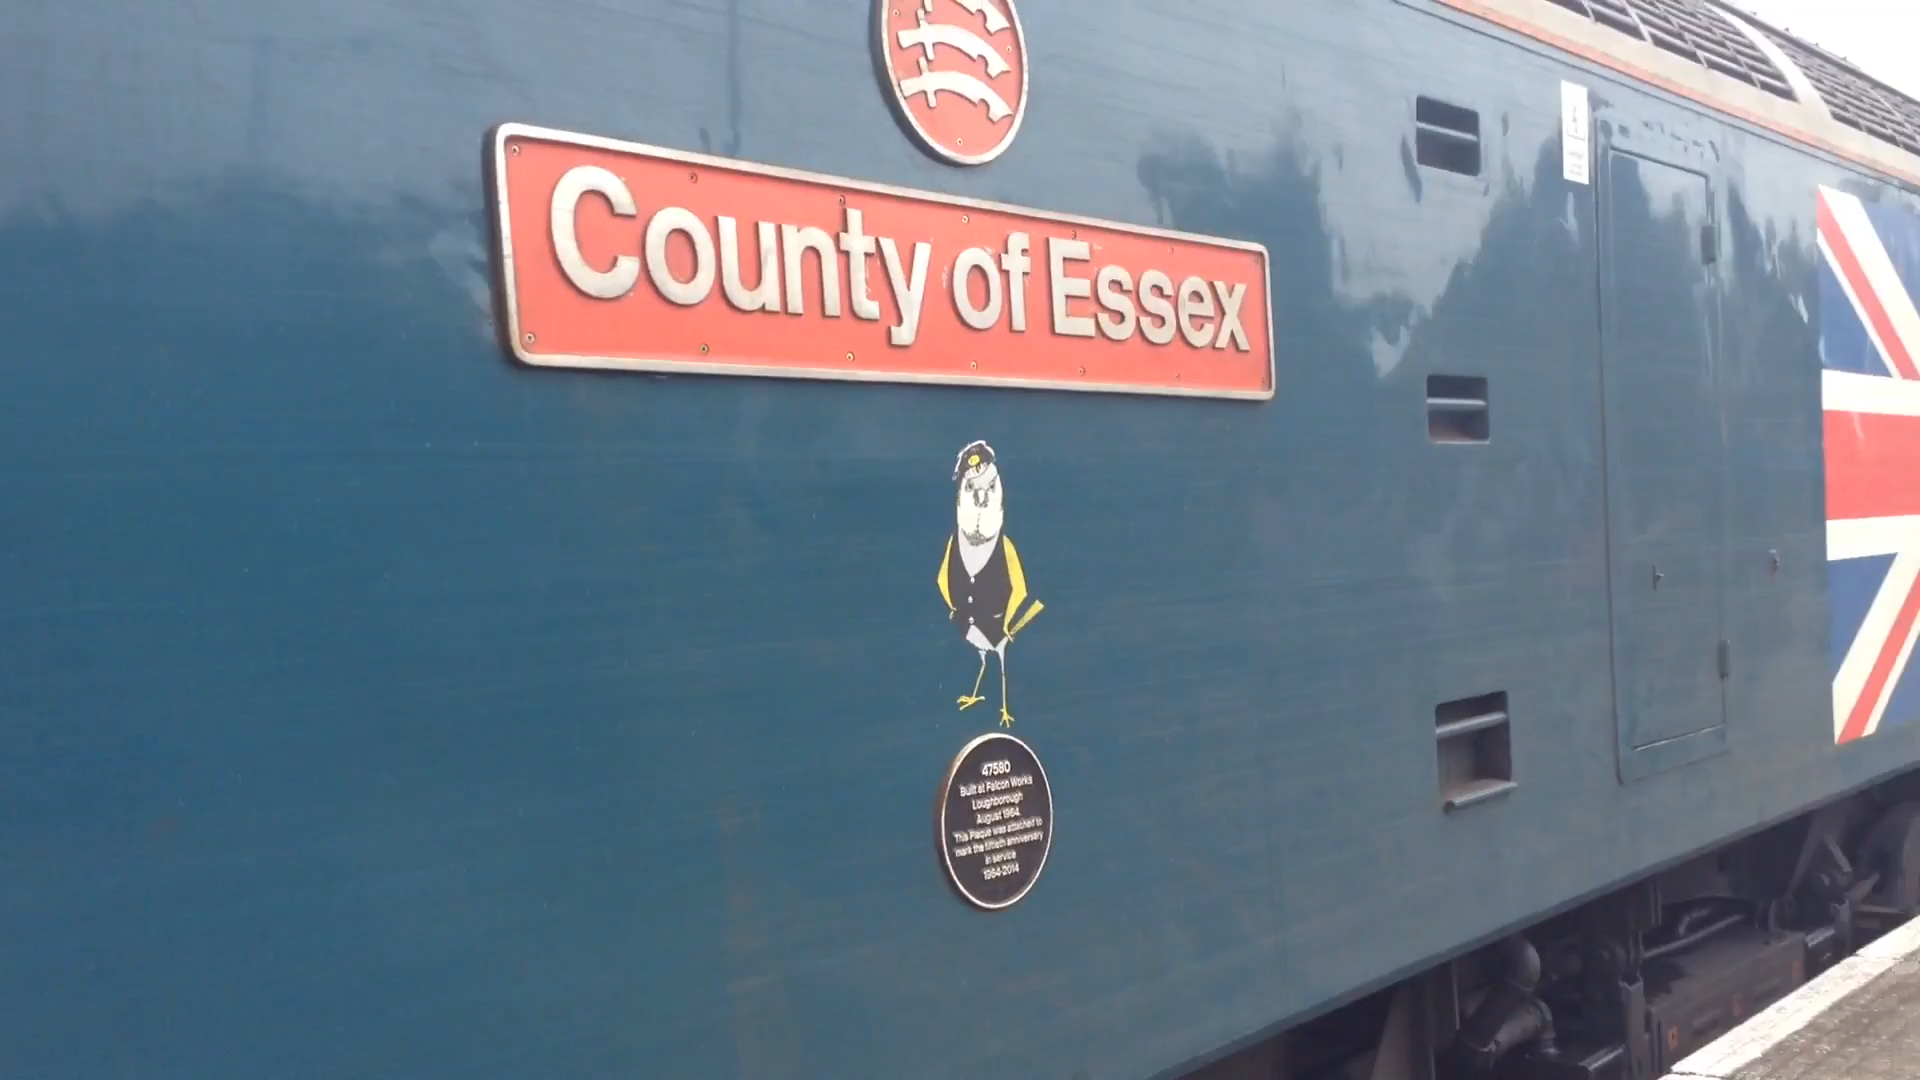 County of Essex
47580
Built at Falcon Works
Loughborough
August 1964
This Plaque was attached to
mark the fiftieth anniversary
in service
1964-2014